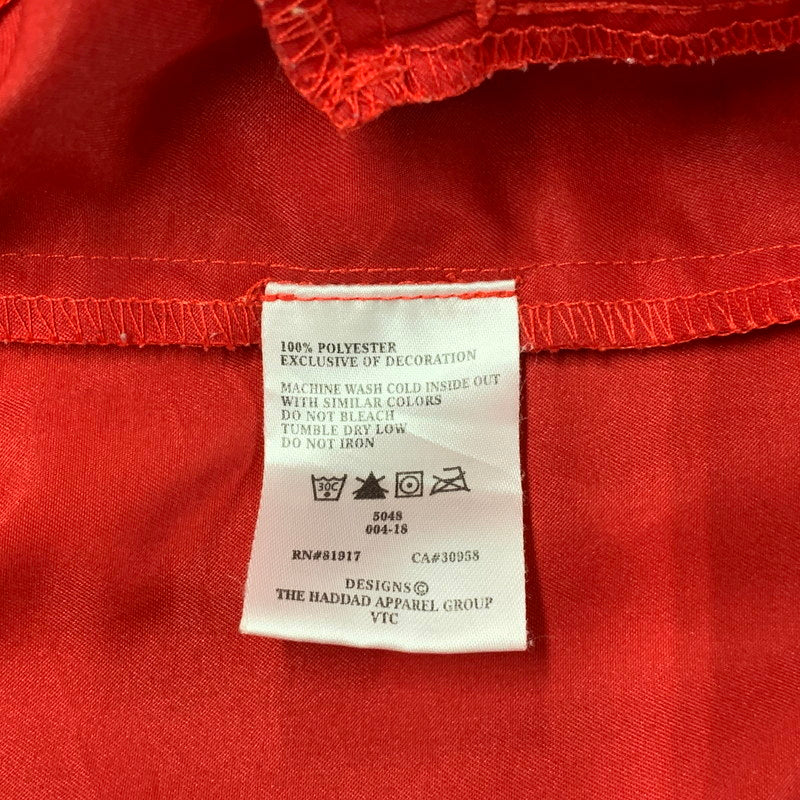 100% POLYESTER
EXCLUSIVE OF DECORATION
MACHINE WASH COLD INSIDE OUT
WITH SIMILAR COLORS
DO NOT BLEACH
TUMBLE DRY LOW
DO NOT IRON
30C
5048
004-18
RN#81917 CA#30958
DESIGNS©
THE HADDAD APPAREL GROUP
VTC